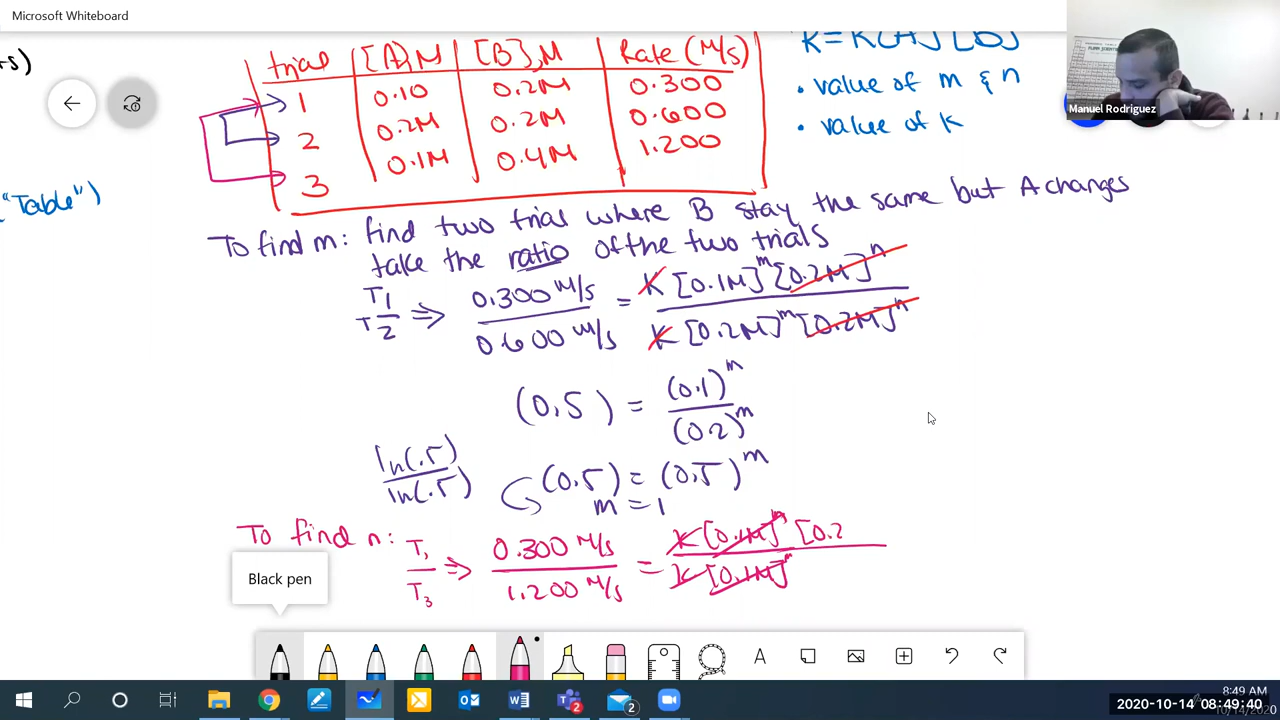 Microsoft Whiteboard
+s)
trial [A],M [B],M Rate (M/s)
1 0.10 0.2M 0.300
2 0.2M 0.2M 0.600
3 0.1M 0.4M 1.200
R=K[A] [B]
• value of m & n
• value of K
Manuel Rodriguez
"Table")
To find m: find two trial where B stay the same but A changes
take the ratio of the two trials
T1/T2 ⇒ 0.300 M/s / 0.600 M/s = K [0.1M]^m [0.2M]^n / K [0.2M]^m [0.2M]^n
(0.5) = (0.1)^m / (0.2)^m
ln(.5) / ln(.5)
(0.5) = (0.5)^m
m = 1
To find n: T1/T3 ⇒ 0.300 M/s / 1.200 M/s = K [0.1M]^m [0.2 / K [0.1M]^m
Black pen
A
2
2
8:49 AM
2020-10-14 08:49:40